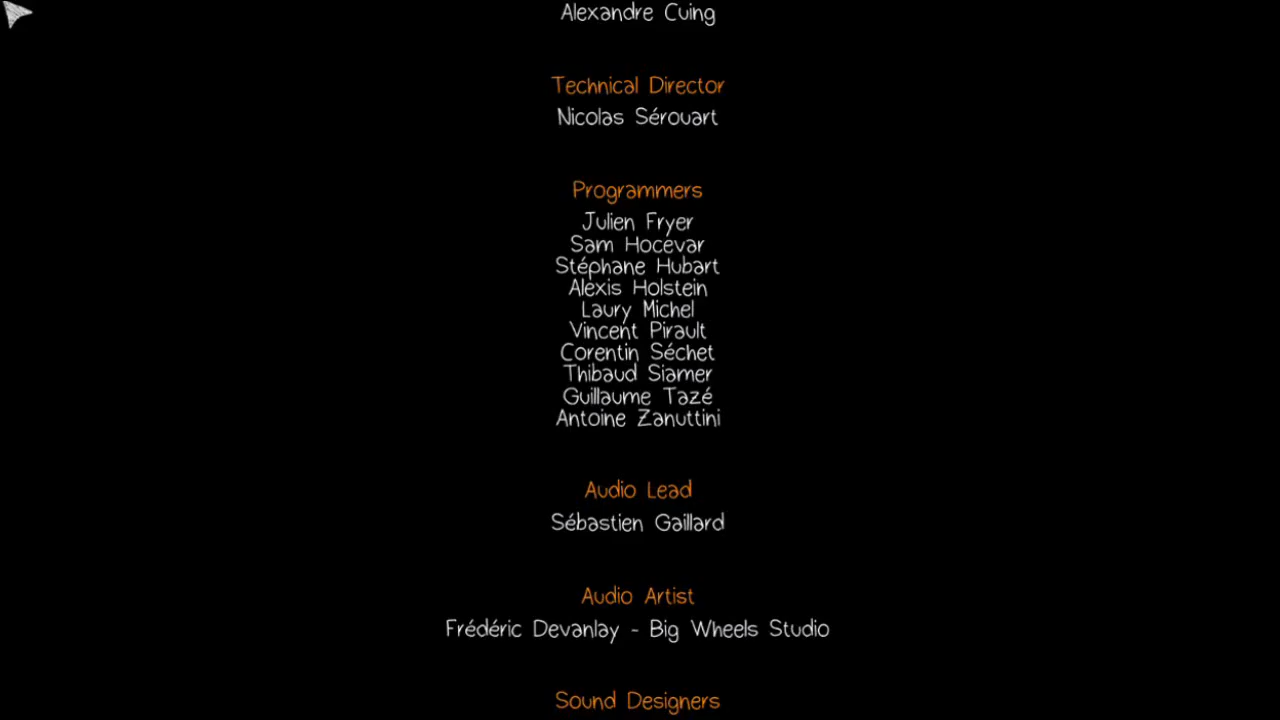 Alexandre Cuing
Technical Director
Nicolas Sérouart
Programmers
Julien Fryer
Sam Hocevar
Stéphane Hubart
Alexis Holstein
Laury Michel
Vincent Pirault
Corentin Séchet
Thibaud Siamer
Guillaume Tazé
Antoine Zanuttini
Audio Lead
Sébastien Gaillard
Audio Artist
Frédéric Devanlay - Big Wheels Studio
Sound Designers